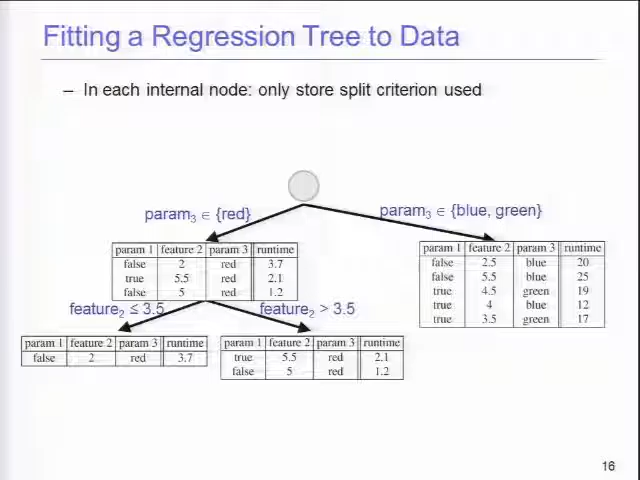 Fitting a Regression Tree to Data
– In each internal node: only store split criterion used
param3 ∈ {red}
param3 ∈ {blue, green}
param 1 feature 2 param 3 runtime
false 2 red 3.7
true 5.5 red 2.1
false 5 red 1.2
param 1 feature 2 param 3 runtime
false 2.5 blue 20
false 5.5 blue 25
true 4.5 green 19
true 4 blue 12
true 3.5 green 17
feature2 ≤ 3.5
feature2 > 3.5
param 1 feature 2 param 3 runtime
false 2 red 3.7
param 1 feature 2 param 3 runtime
true 5.5 red 2.1
false 5 red 1.2
16